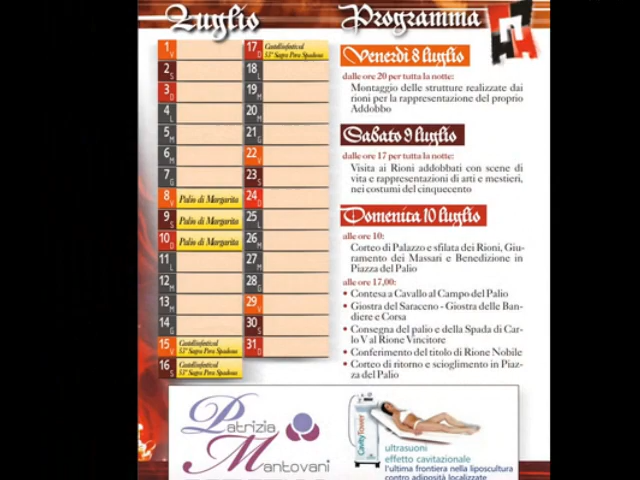 Luglio
1 V
2 S
3 D
4 L
5 M
6 M
7 G
8 V Palio di Margarita
9 S Palio di Margarita
10 D Palio di Margarita
11 L
12 M
13 M
14 G
15 V Castellinfestival
53ª Sagra Pera Spadona
16 S Castellinfestival
53ª Sagra Pera Spadona
17 D Castellinfestival
53ª Sagra Pera Spadona
18 L
19 M
20 M
21 G
22 V
23 S
24 D
25 L
26 M
27 M
28 G
29 V
30 S
31 D
Programma
Venerdì 8 luglio
dalle ore 20 per tutta la notte:
Montaggio delle strutture realizzate dai
rioni per la rappresentazione del proprio
Addobbo
Sabato 9 luglio
dalle ore 17 per tutta la notte:
Visita ai Rioni addobbati con scene di
vita e rappresentazioni di arti e mestieri,
nei costumi del cinquecento
Domenica 10 luglio
alle ore 10:
Corteo di Palazzo e sfilata dei Rioni, Giu-
ramento dei Massari e Benedizione in
Piazza del Palio
alle ore 17,00:
• Contesa a Cavallo al Campo del Palio
• Giostra del Saraceno - Giostra delle Ban-
diere e Corsa
• Consegna del palio e della Spada di Car-
lo V al Rione Vincitore
• Conferimento del titolo di Rione Nobile
• Corteo di ritorno e scioglimento in Piaz-
za del Palio
Patrizia
Mantovani
CavityTower
ultrasuoni
effetto cavitazionale
l'ultima frontiera nella liposcultura
contro adiposità localizzate